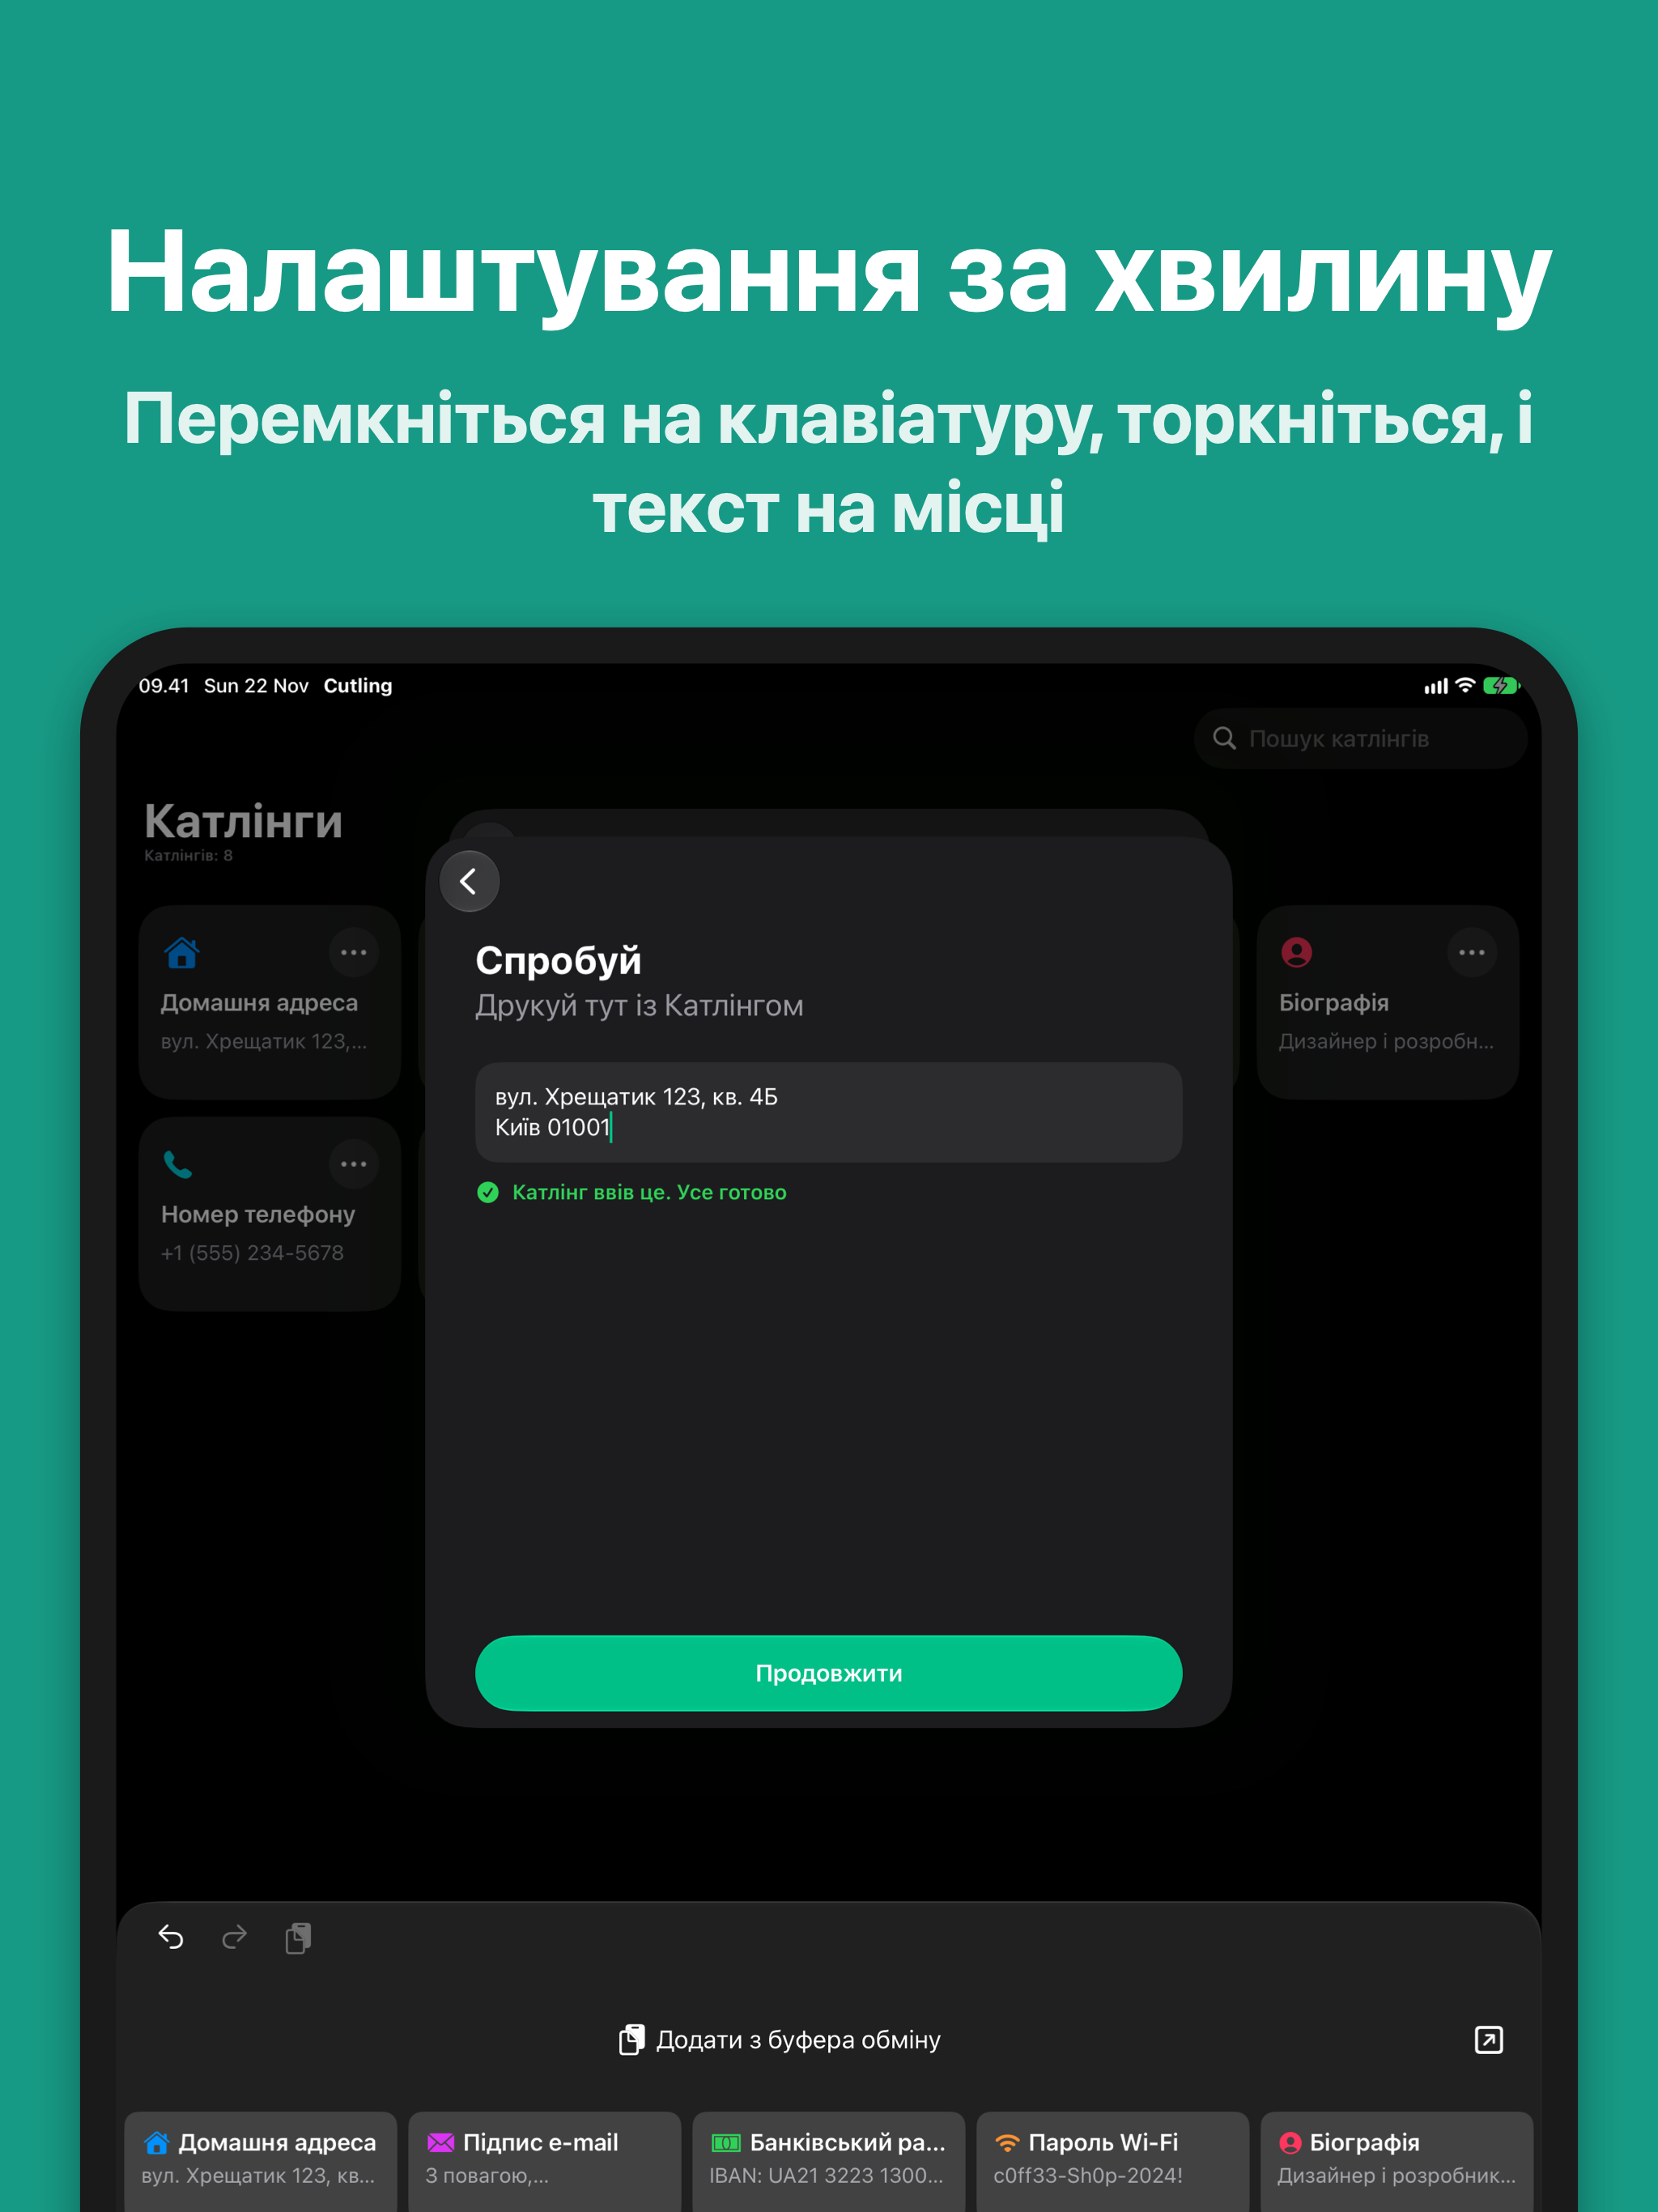 Налаштування за хвилину
Перемкніться на клавіатуру, торкніться, і
текст на місці
09.41 Sun 22 Nov Cutling
Пошук катлінгів
Катлінги
Катлінгів: 8
Домашня адреса
вул. Хрещатик 123,...
Номер телефону
+1 (555) 234-5678
Біографія
Дизайнер і розробн...
Спробуй
Друкуй тут із Катлінгом
вул. Хрещатик 123, кв. 4Б
Київ 01001
Катлінг ввів це. Усе готово
Продовжити
Додати з буфера обміну
Домашня адреса
вул. Хрещатик 123, кв...
Підпис e-mail
З повагою,...
Банківський ра...
IBAN: UA21 3223 1300...
Пароль Wi-Fi
c0ff33-Sh0p-2024!
Біографія
Дизайнер і розробник...